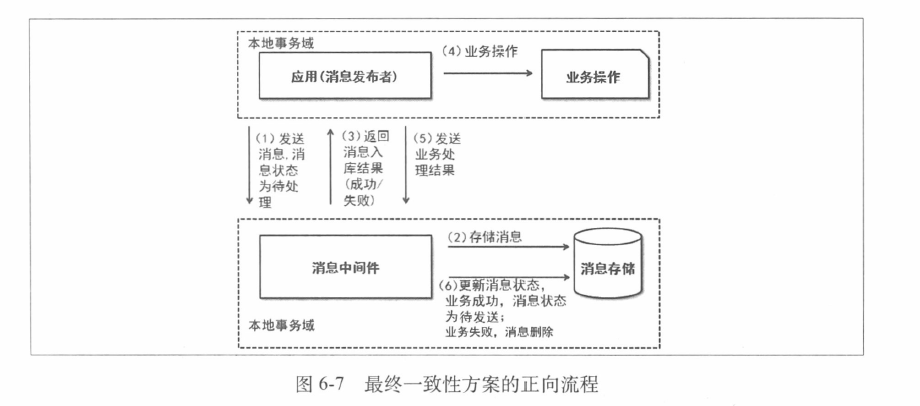 本地事务域
(4)业务操作
应用(消息发布者)
业务操作
(1)发送
消息,消
息状态
为待处
理
(3)返回
消息入
库结果
(成功/
失败)
(5)发送
业务处
理结果
(2)存储消息
消息中间件
消息存储
(6)更新消息状态,
业务成功,消息状态
为待发送;
业务失败,消息删除
本地事务域
图 6-7 最终一致性方案的正向流程